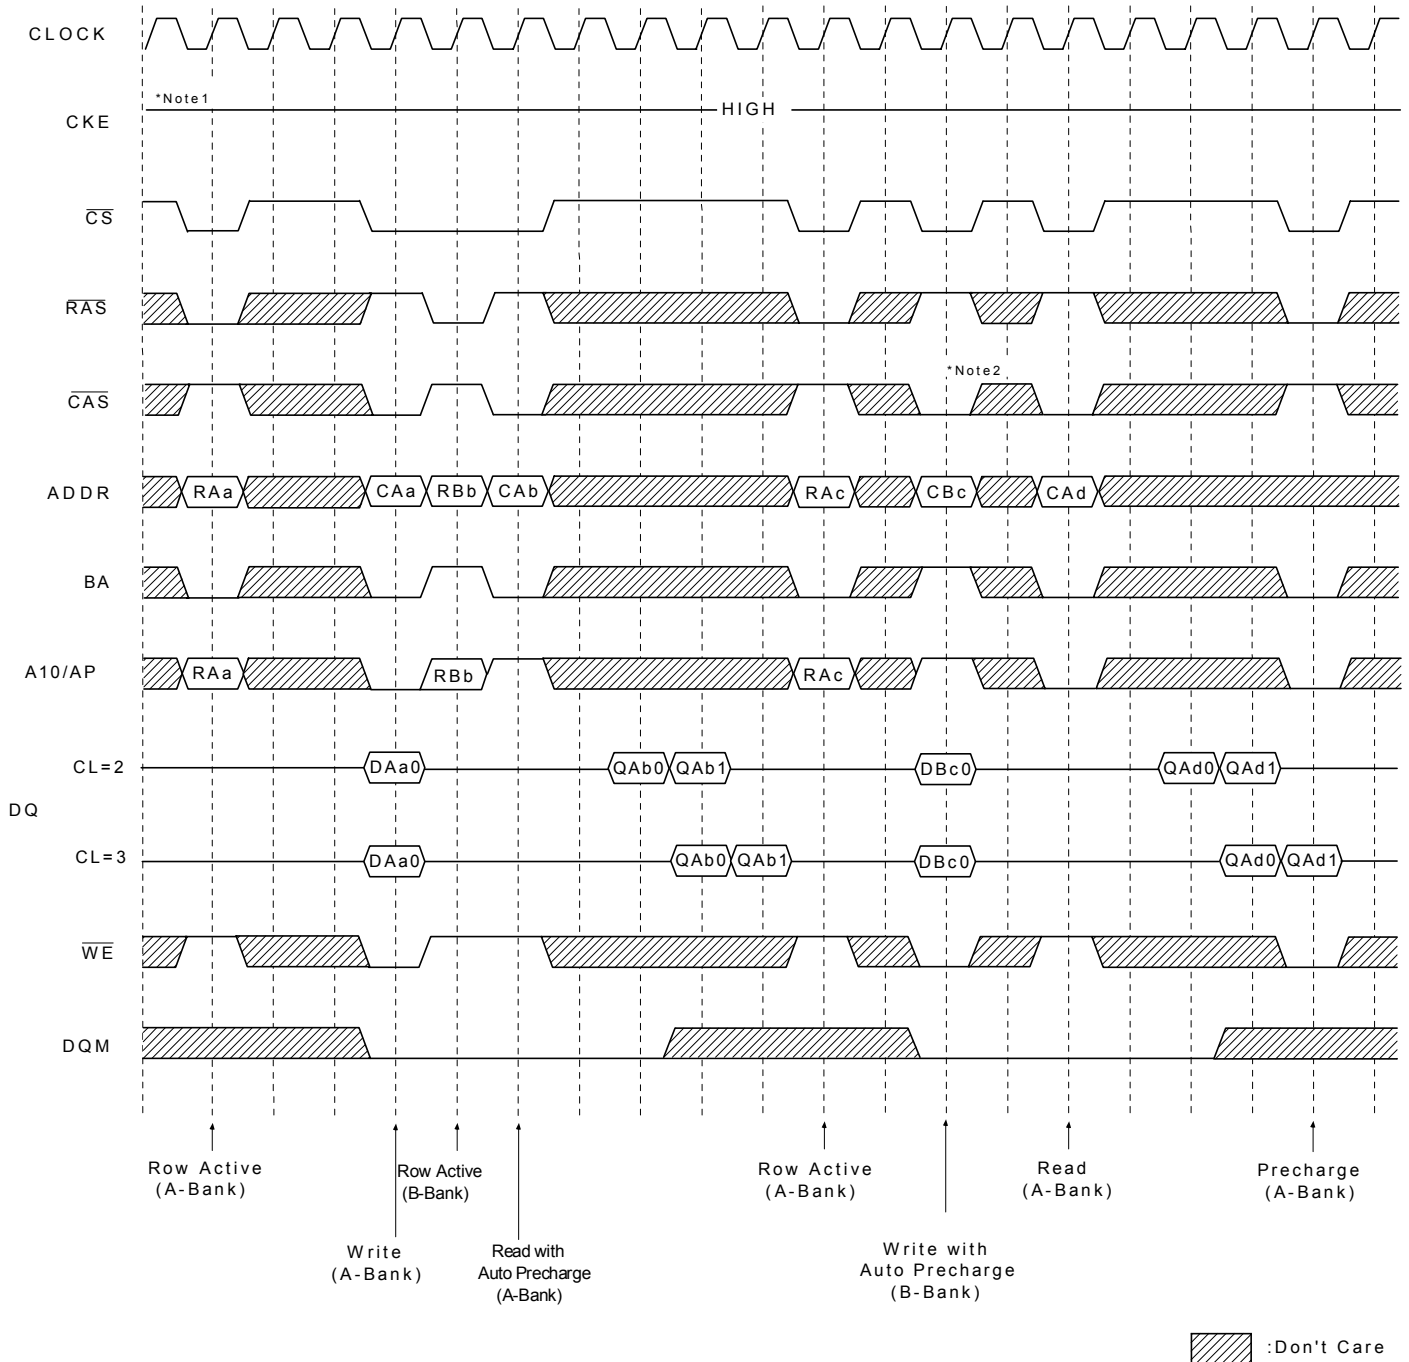 CLOCK
*Note1
HIGH
CKE
CS
RAS
*Note2
CAS
ADDR RAa CAa RBb CAb RAc CBc CAd
BA
A10/AP RAa RBb RAc
CL=2 DAa0 QAb0 QAb1 DBc0 QAd0 QAd1
DQ
CL=3 DAa0 QAb0 QAb1 DBc0 QAd0 QAd1
WE
DQM
Row Active
(A-Bank)
Row Active
(B-Bank)
Row Active
(A-Bank)
Read
(A-Bank)
Precharge
(A-Bank)
Write
(A-Bank)
Read with
Auto Precharge
(A-Bank)
Write with
Auto Precharge
(B-Bank)
:Don't Care